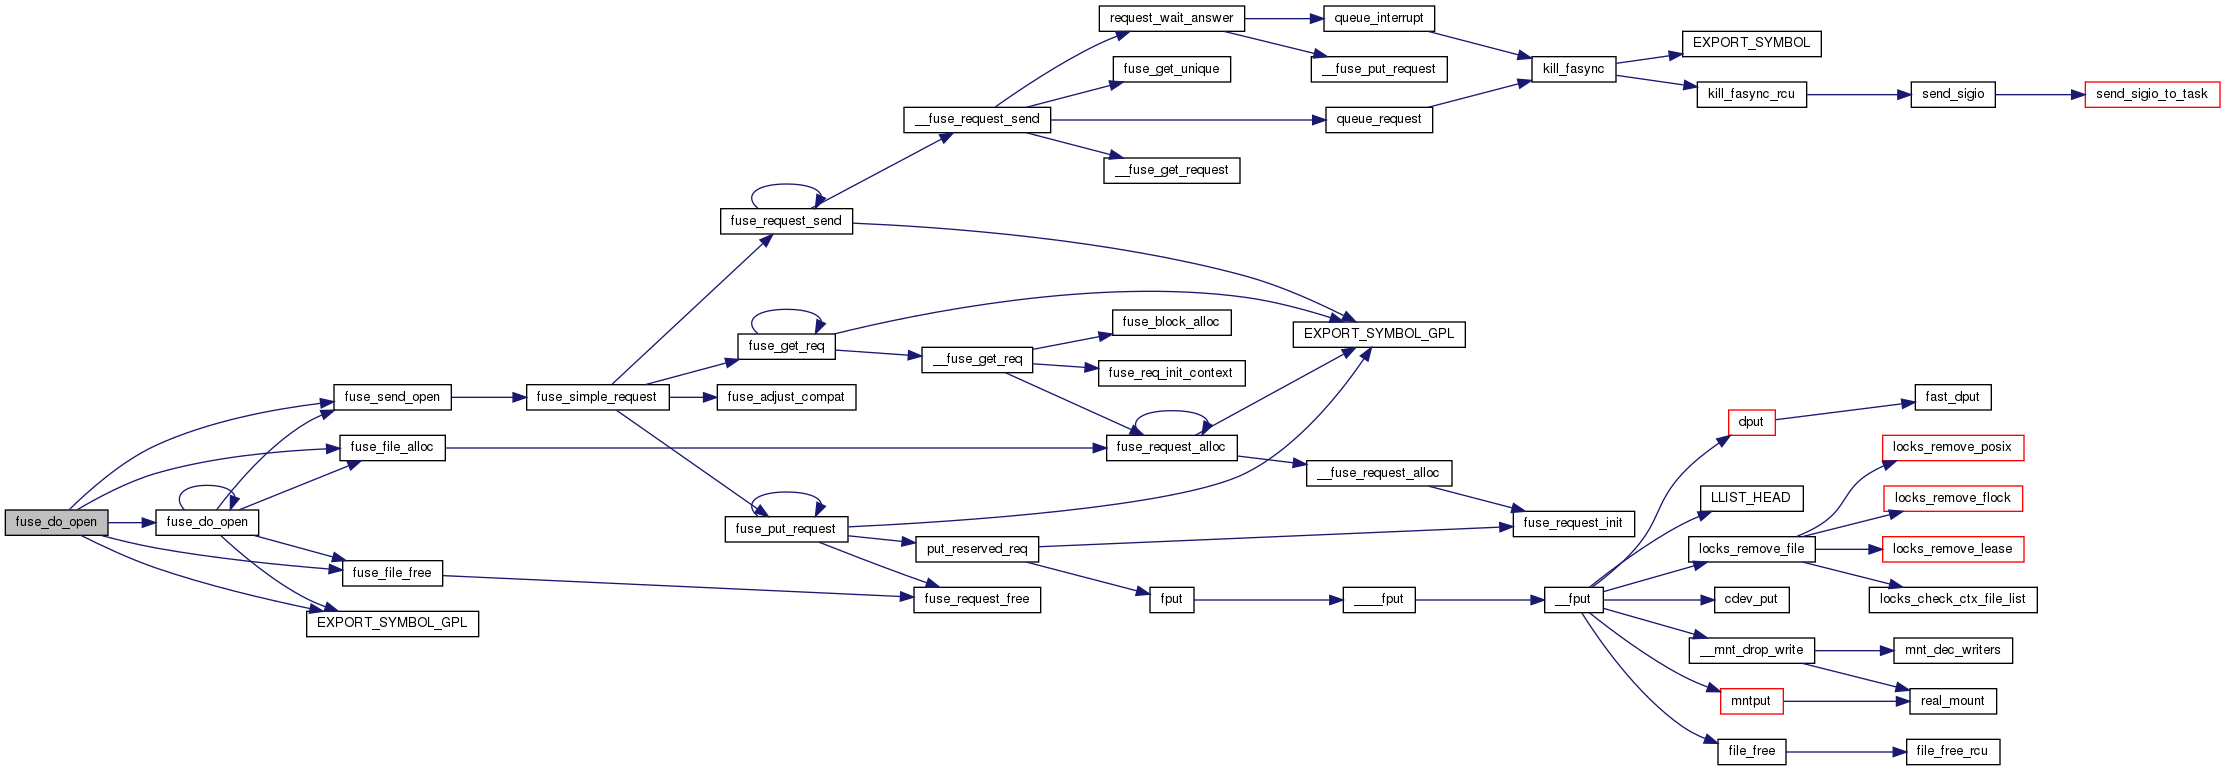 request_wait_answer
queue_interrupt
EXPORT_SYMBOL
fuse_get_unique
__fuse_put_request
kill_fasync
kill_fasync_rcu
send_sigio
send_sigio_to_task
__fuse_request_send
queue_request
__fuse_get_request
fuse_request_send
fuse_block_alloc
EXPORT_SYMBOL_GPL
fuse_get_req
__fuse_get_req
fuse_req_init_context
fuse_send_open
fuse_simple_request
fuse_adjust_compat
fast_dput
dput
fuse_file_alloc
fuse_request_alloc
locks_remove_posix
__fuse_request_alloc
LLIST_HEAD
locks_remove_flock
fuse_do_open
fuse_do_open
fuse_put_request
fuse_request_init
put_reserved_req
locks_remove_file
locks_remove_lease
fuse_file_free
fuse_request_free
fput
____fput
__fput
cdev_put
locks_check_ctx_file_list
EXPORT_SYMBOL_GPL
__mnt_drop_write
mnt_dec_writers
mntput
real_mount
file_free
file_free_rcu